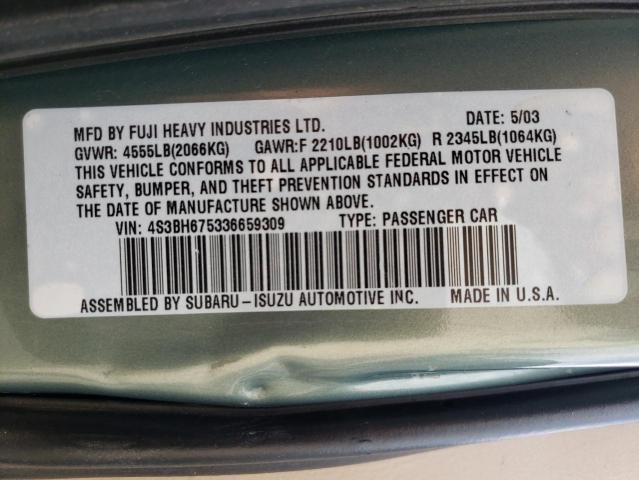 MFD BY FUJI HEAVY INDUSTRIES LTD. DATE: 5/03
GVWR: 4555LB(2066KG) GAWR:F 2210LB(1002KG) R 2345LB(1064KG)
THIS VEHICLE CONFORMS TO ALL APPLICABLE FEDERAL MOTOR VEHICLE
SAFETY, BUMPER, AND THEFT PREVENTION STANDARDS IN EFFECT ON
THE DATE OF MANUFACTURE SHOWN ABOVE.
VIN: 4S3BH675336659309 TYPE: PASSENGER CAR
ASSEMBLED BY SUBARU-ISUZU AUTOMOTIVE INC. MADE IN U.S.A.